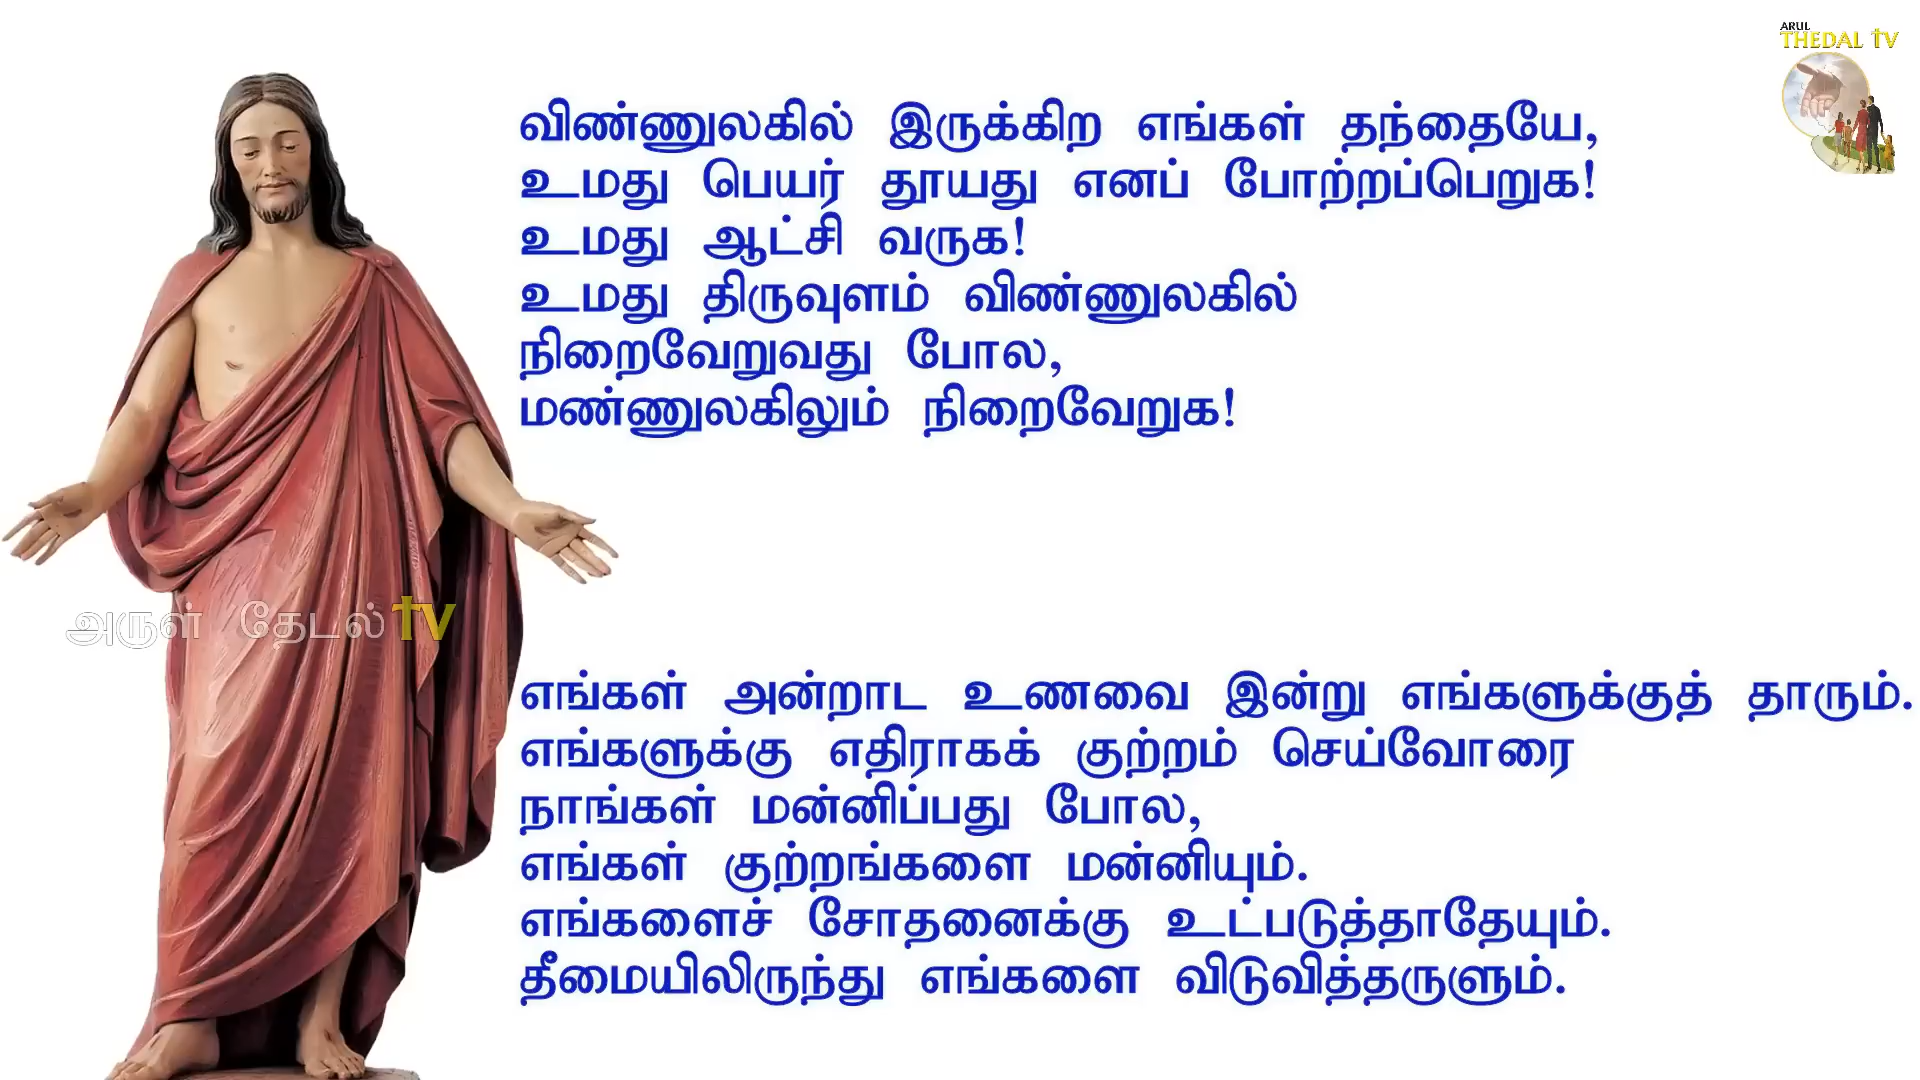 ARUL
THEDAL TV
விண்ணுலகில் இருக்கிற எங்கள் தந்தையே,
உமது பெயர் தூயது எனப் போற்றப்பெறுக!
உமது ஆட்சி வருக!
உமது திருவுளம் விண்ணுலகில்
நிறைவேறுவது போல,
மண்ணுலகிலும் நிறைவேறுக!
அருள் தேடல் TV
எங்கள் அன்றாட உணவை இன்று எங்களுக்குத் தாரும்.
எங்களுக்கு எதிராகக் குற்றம் செய்வோரை
நாங்கள் மன்னிப்பது போல,
எங்கள் குற்றங்களை மன்னியும்.
எங்களைச் சோதனைக்கு உட்படுத்தாதேயும்.
தீமையிலிருந்து எங்களை விடுவித்தருளும்.